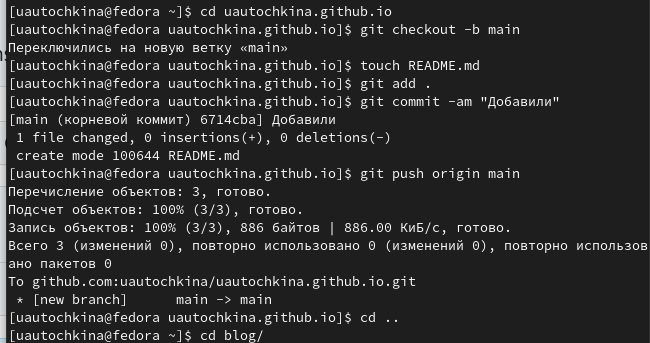 [uautochkina@fedora ~]$ cd uautochkina.github.io
[uautochkina@fedora uautochkina.github.io]$ git checkout -b main
Переключились на новую ветку «main»
[uautochkina@fedora uautochkina.github.io]$ touch README.md
[uautochkina@fedora uautochkina.github.io]$ git add .
[uautochkina@fedora uautochkina.github.io]$ git commit -am "Добавили"
[main (корневой коммит) 6714cba] Добавили
 1 file changed, 0 insertions(+), 0 deletions(-)
 create mode 100644 README.md
[uautochkina@fedora uautochkina.github.io]$ git push origin main
Перечисление объектов: 3, готово.
Подсчет объектов: 100% (3/3), готово.
Запись объектов: 100% (3/3), 886 байтов | 886.00 КиБ/с, готово.
Всего 3 (изменений 0), повторно использовано 0 (изменений 0), повторно использов
ано пакетов 0
To github.com:uautochkina/uautochkina.github.io.git
 * [new branch]      main -> main
[uautochkina@fedora uautochkina.github.io]$ cd ..
[uautochkina@fedora ~]$ cd blog/